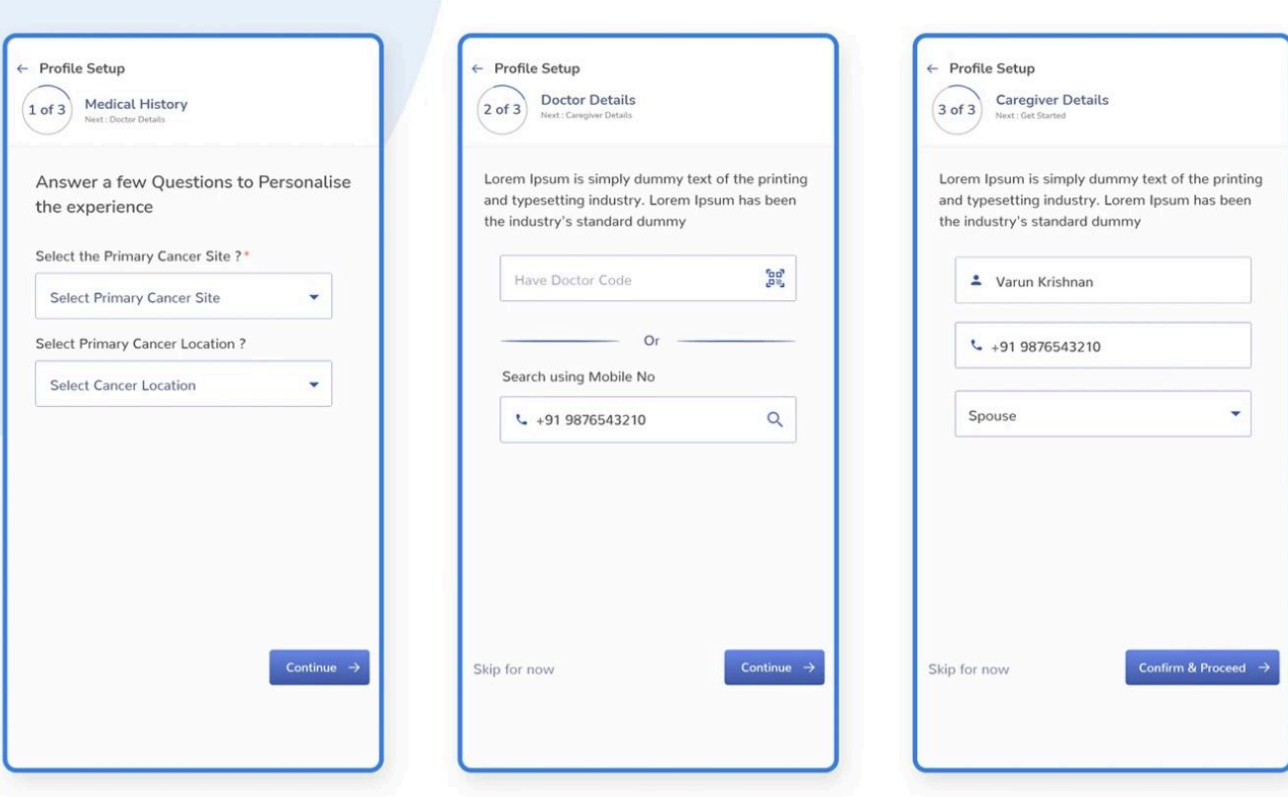 Profile Setup
1 of 3
Medical History
Next : Doctor Details
Answer a few Questions to Personalise
the experience
Select the Primary Cancer Site ? *
Select Primary Cancer Site
Select Primary Cancer Location ?
Select Cancer Location
Continue
Profile Setup
2 of 3
Doctor Details
Next : Caregiver Details
Lorem Ipsum is simply dummy text of the printing
and typesetting industry. Lorem Ipsum has been
the industry's standard dummy
Have Doctor Code
Or
Search using Mobile No
+91 9876543210
Skip for now
Continue
Profile Setup
3 of 3
Caregiver Details
Next : Get Started
Lorem Ipsum is simply dummy text of the printing
and typesetting industry. Lorem Ipsum has been
the industry's standard dummy
Varun Krishnan
+91 9876543210
Spouse
Skip for now
Confirm & Proceed